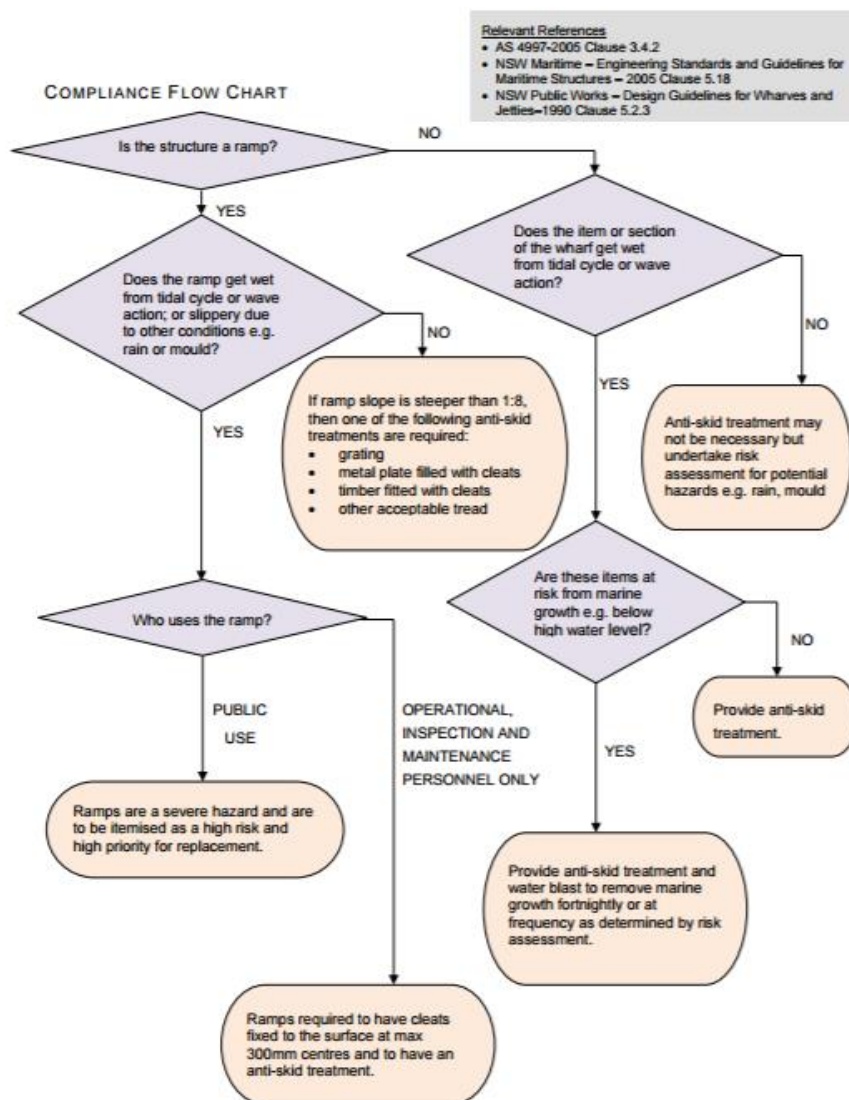 Relevant References
• AS 4997-2005 Clause 3.4.2
• NSW Maritime – Engineering Standards and Guidelines for
Maritime Structures – 2005 Clause 5.18
• NSW Public Works – Design Guidelines for Wharves and
Jetties–1990 Clause 5.2.3
COMPLIANCE FLOW CHART
Is the structure a ramp?
NO
YES
Does the ramp get wet
from tidal cycle or wave
action; or slippery due
to other conditions e.g.
rain or mould?
Does the item or section
of the wharf get wet
from tidal cycle or wave
action?
NO
NO
YES
YES
If ramp slope is steeper than 1:8,
then one of the following anti-skid
treatments are required:
• grating
• metal plate filled with cleats
• timber fitted with cleats
• other acceptable tread
Anti-skid treatment may
not be necessary but
undertake risk
assessment for potential
hazards e.g. rain, mould
Who uses the ramp?
Are these items at
risk from marine
growth e.g. below
high water level?
NO
PUBLIC
USE
OPERATIONAL,
INSPECTION AND
MAINTENANCE
PERSONNEL ONLY
YES
Provide anti-skid
treatment.
Ramps are a severe hazard and are
to be itemised as a high risk and
high priority for replacement.
Provide anti-skid treatment and
water blast to remove marine
growth fortnightly or at
frequency as determined by risk
assessment.
Ramps required to have cleats
fixed to the surface at max
300mm centres and to have an
anti-skid treatment.